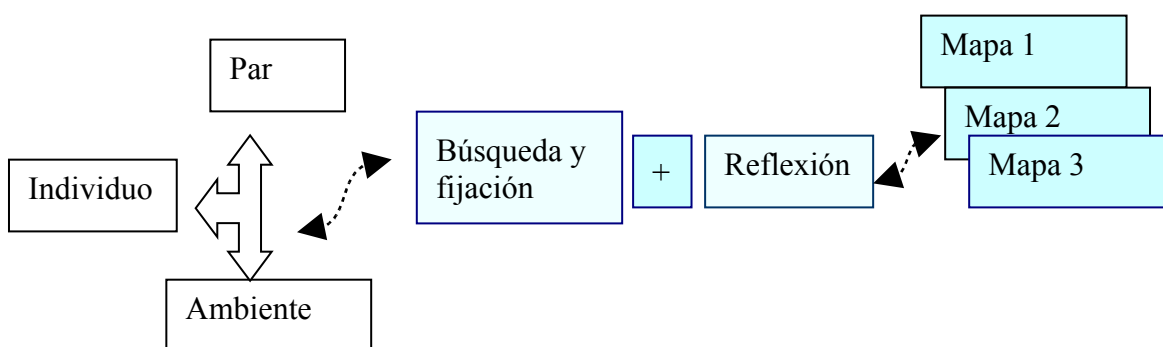 Par
Individuo
Ambiente
Búsqueda y
fijación
+
Reflexión
Mapa 1
Mapa 2
Mapa 3